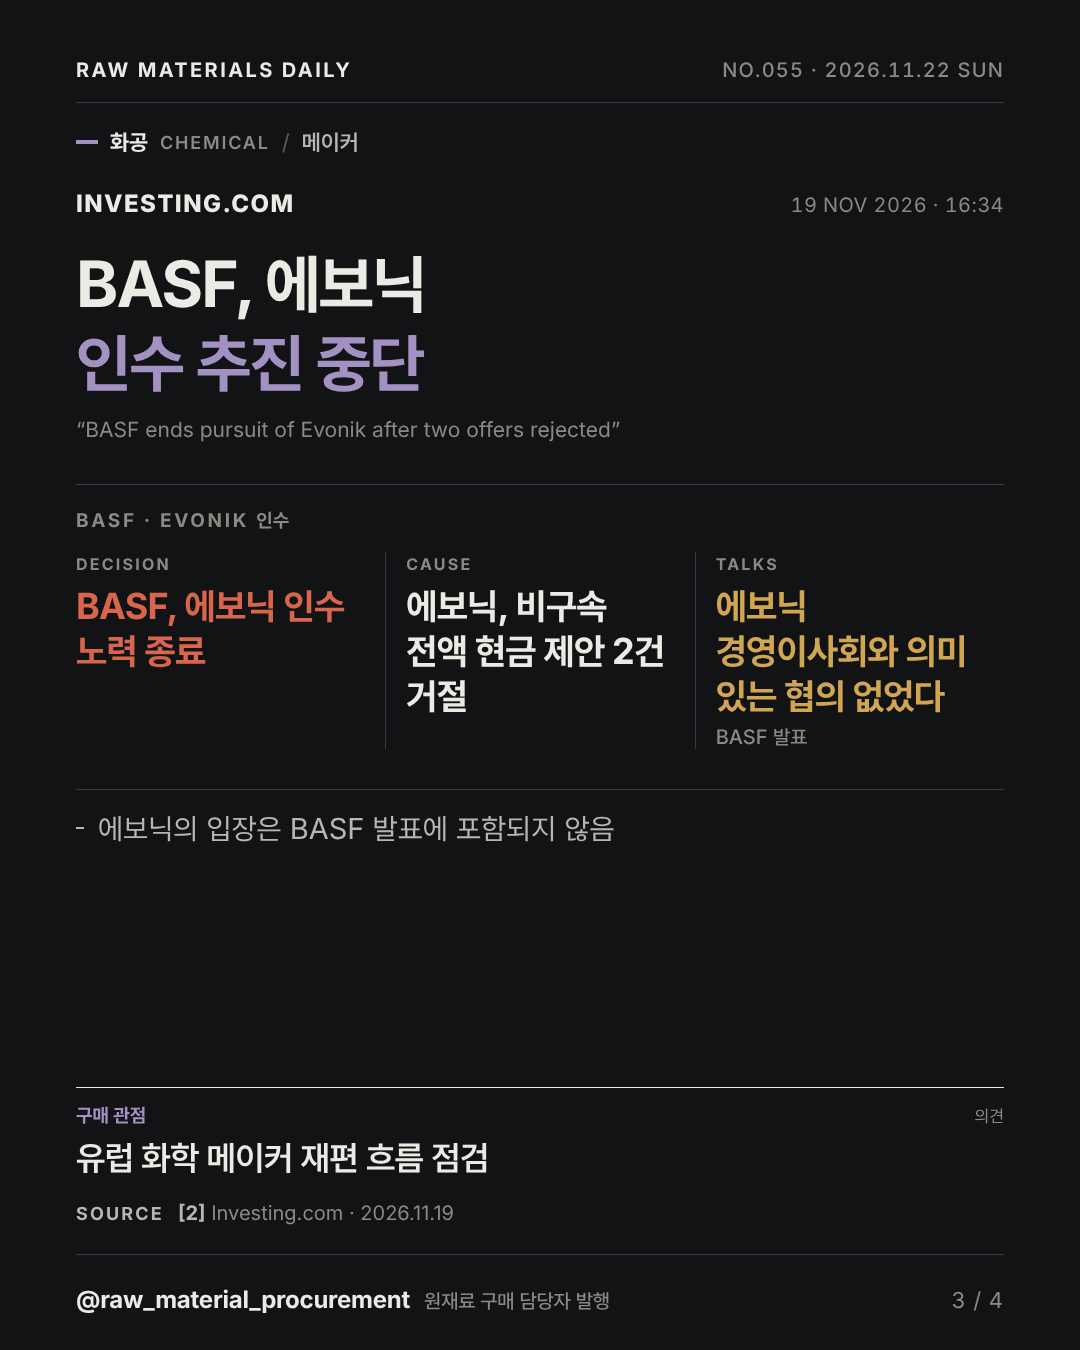 RAW MATERIALS DAILY
NO.055 · 2026.11.22 SUN
화공 CHEMICAL / 메이커
INVESTING.COM
19 NOV 2026 · 16:34
BASF, 에보닉
인수 추진 중단
“BASF ends pursuit of Evonik after two offers rejected”
BASF · EVONIK 인수
DECISION
BASF, 에보닉 인수
노력 종료
CAUSE
에보닉, 비구속
전액 현금 제안 2건
거절
TALKS
에보닉
경영이사회와 의미
있는 협의 없었다
BASF 발표
- 에보닉의 입장은 BASF 발표에 포함되지 않음
구매 관점
의견
유럽 화학 메이커 재편 흐름 점검
SOURCE [2] Investing.com · 2026.11.19
@raw_material_procurement 원재료 구매 담당자 발행
3 / 4